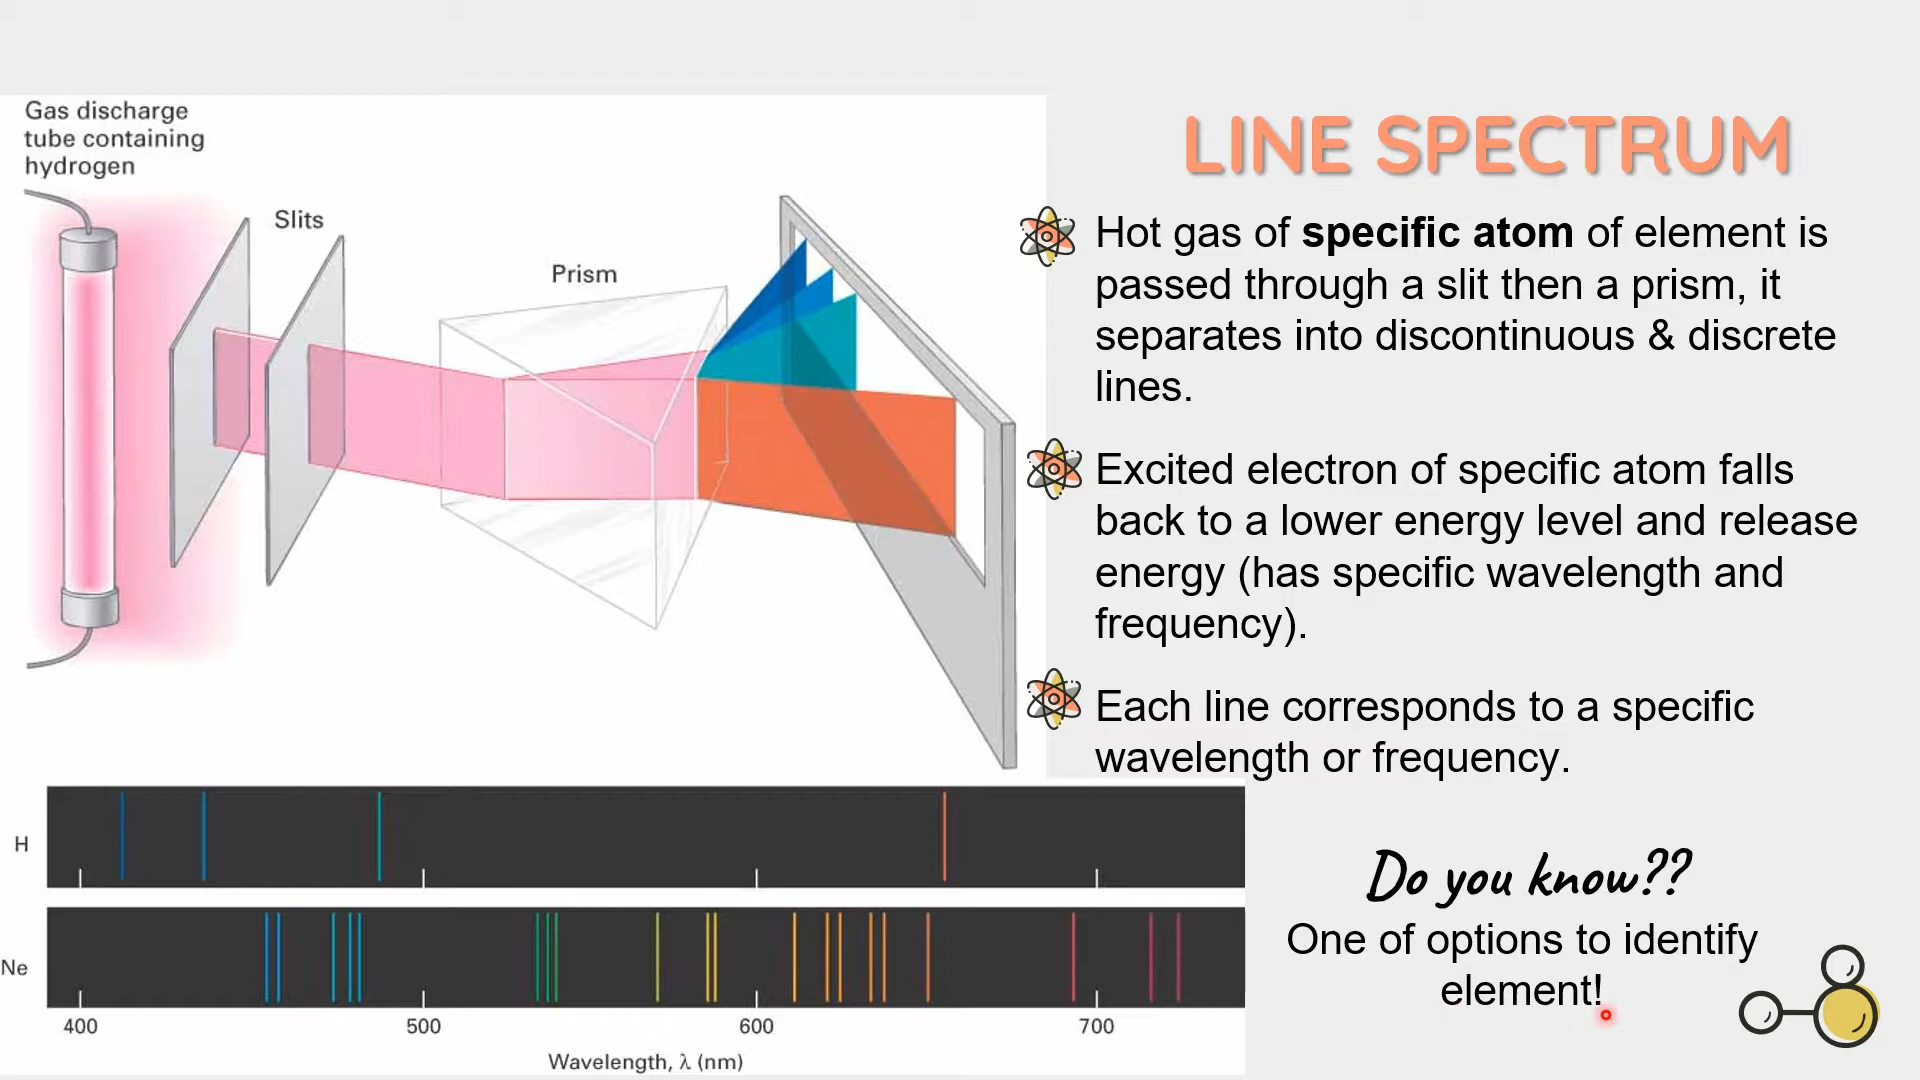 Gas discharge
tube containing
hydrogen
Slits
Prism
LINE SPECTRUM
Hot gas of specific atom of element is
passed through a slit then a prism, it
separates into discontinuous & discrete
lines.
Excited electron of specific atom falls
back to a lower energy level and release
energy (has specific wavelength and
frequency).
Each line corresponds to a specific
wavelength or frequency.
H
Ne
400 500 600 700
Wavelength, λ (nm)
Do you know??
One of options to identify
element!